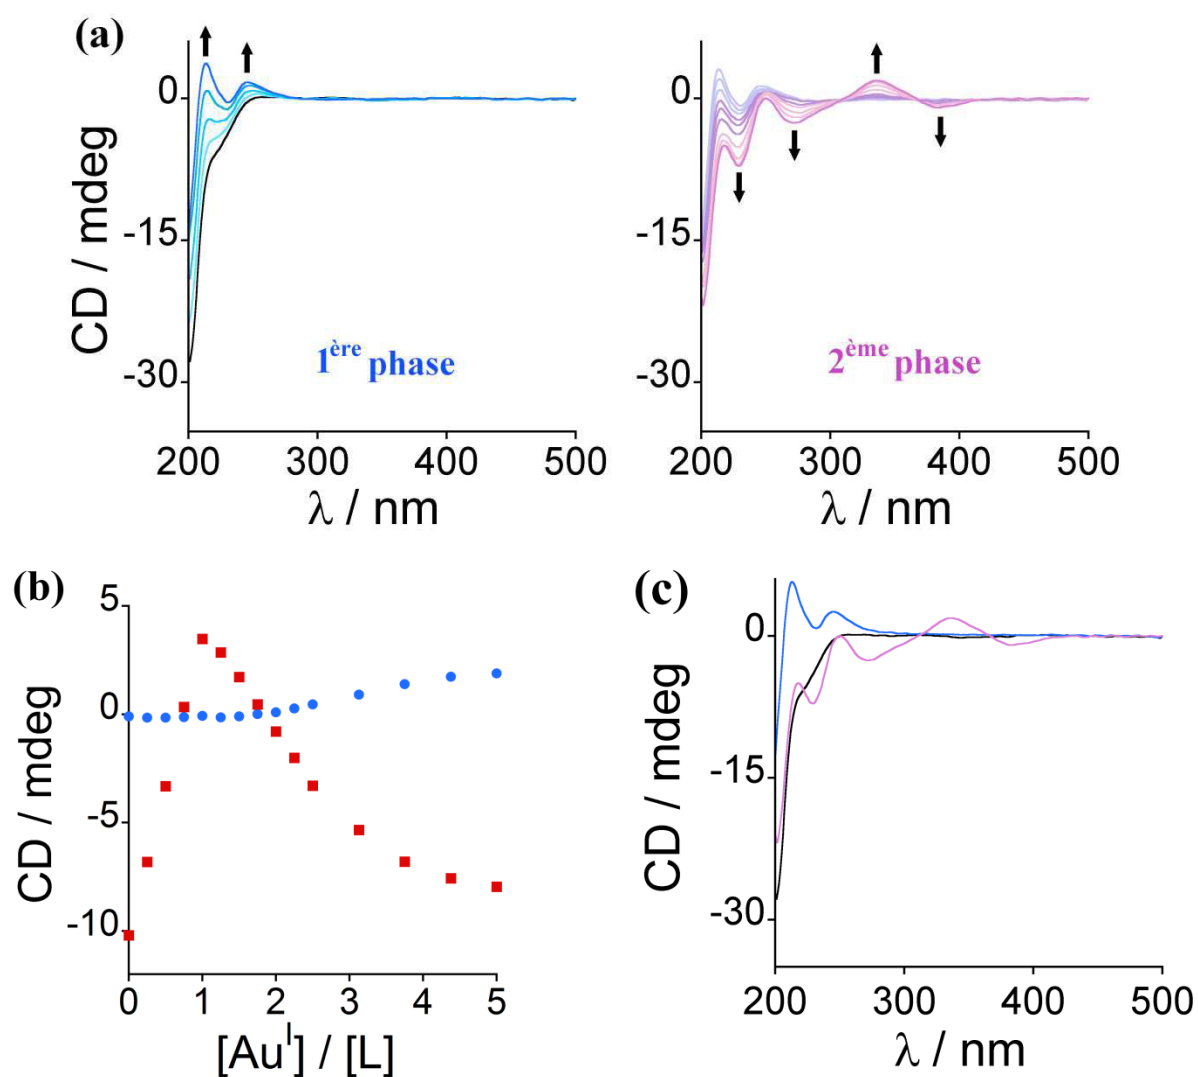 (a)
CD / mdeg
0
-15
-30
200 300 400 500
λ / nm
1ère phase
200 300 400 500
λ / nm
2ème phase
0
-15
-30
(b)
CD / mdeg
5
0
-5
-10
0 1 2 3 4 5
[AuI] / [L]
(c)
CD / mdeg
0
-15
-30
200 300 400 500
λ / nm